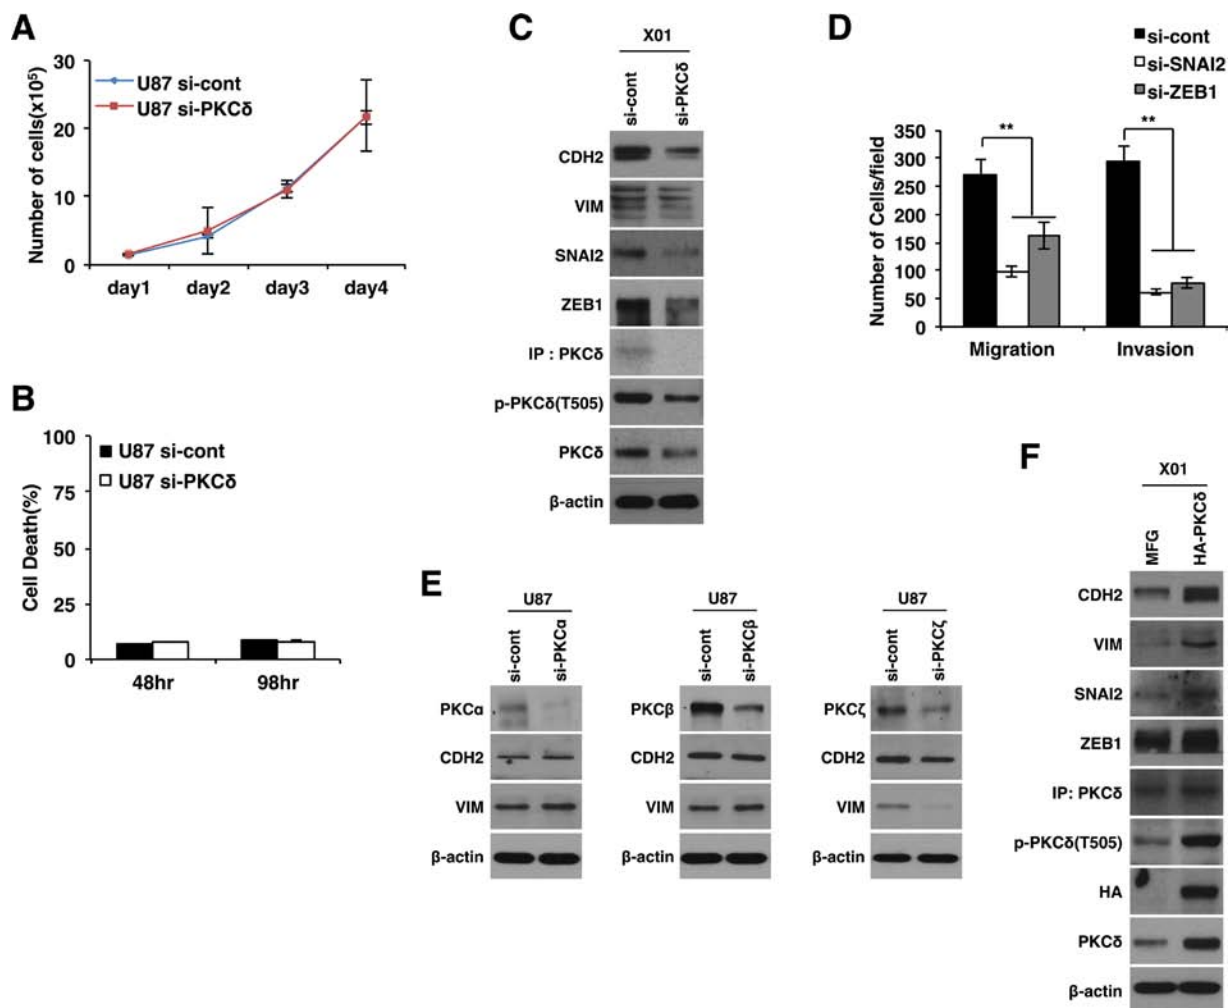 A
30
20
10
0
Number of cells(x10⁵)
U87 si-cont
U87 si-PKCδ
day1 day2 day3 day4
B
100
75
50
25
0
Cell Death(%)
U87 si-cont
U87 si-PKCδ
48hr 98hr
C
X01
si-cont si-PKCδ
CDH2
VIM
SNAI2
ZEB1
IP : PKCδ
p-PKCδ(T505)
PKCδ
β-actin
D
si-cont
si-SNAI2
si-ZEB1
350
300
250
200
150
100
50
0
Number of Cells/field
** **
Migration Invasion
E
U87
si-cont si-PKCα
PKCα
CDH2
VIM
β-actin
U87
si-cont si-PKCβ
PKCβ
CDH2
VIM
β-actin
U87
si-cont si-PKCζ
PKCζ
CDH2
VIM
β-actin
F
X01
MFG HA-PKCδ
CDH2
VIM
SNAI2
ZEB1
IP: PKCδ
p-PKCδ(T505)
HA
PKCδ
β-actin